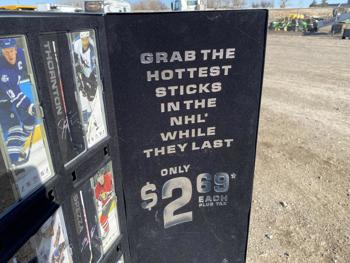 GRAB THE
HOTTEST
STICKS
IN THE
NHL*
WHILE
THEY LAST
ONLY
$2.69*
EACH
PLUS TAX
THORNTON